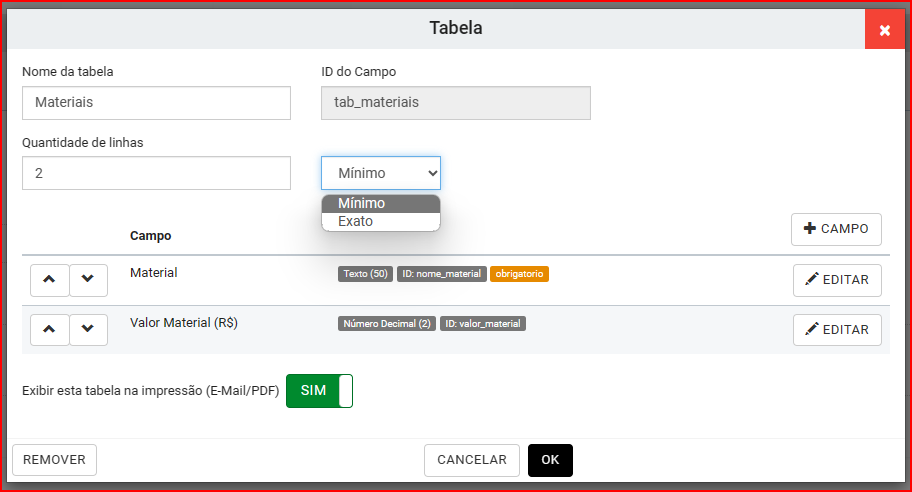 Tabela
Nome da tabela
ID do Campo
Materiais
tab_materiais
Quantidade de linhas
2
Mínimo
Mínimo
Exato
Campo
CAMPO
Material
Texto (50)
ID: nome_material
obrigatorio
EDITAR
Valor Material (R$)
Número Decimal (2)
ID: valor_material
EDITAR
Exibir esta tabela na impressão (E-Mail/PDF)
SIM
REMOVER
CANCELAR
OK